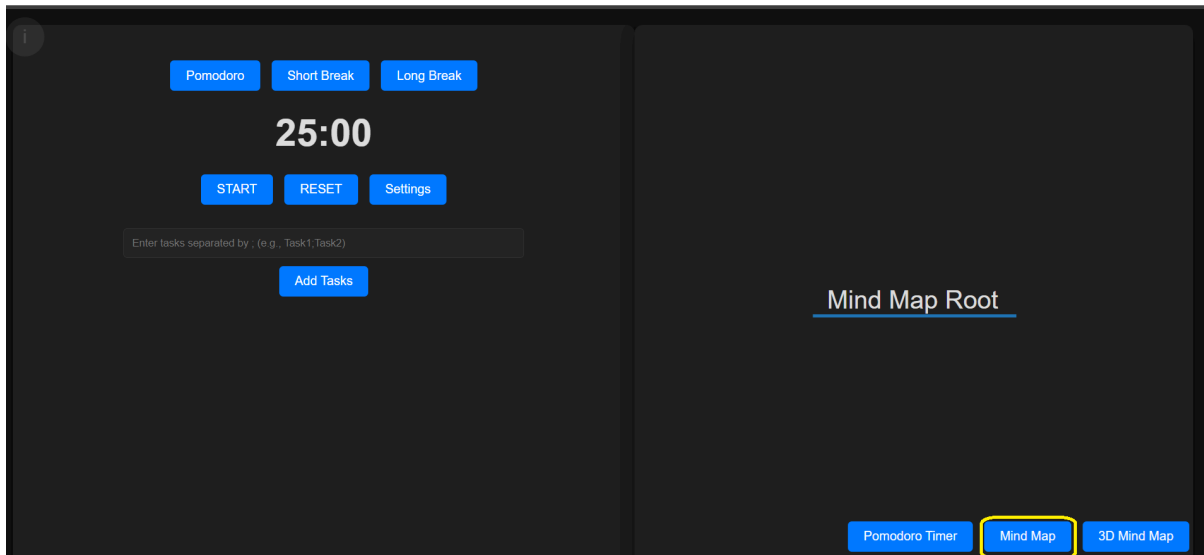 i
Pomodoro Short Break Long Break
25:00
START RESET Settings
Enter tasks separated by ; (e.g., Task1;Task2)
Add Tasks
Mind Map Root
Pomodoro Timer Mind Map 3D Mind Map